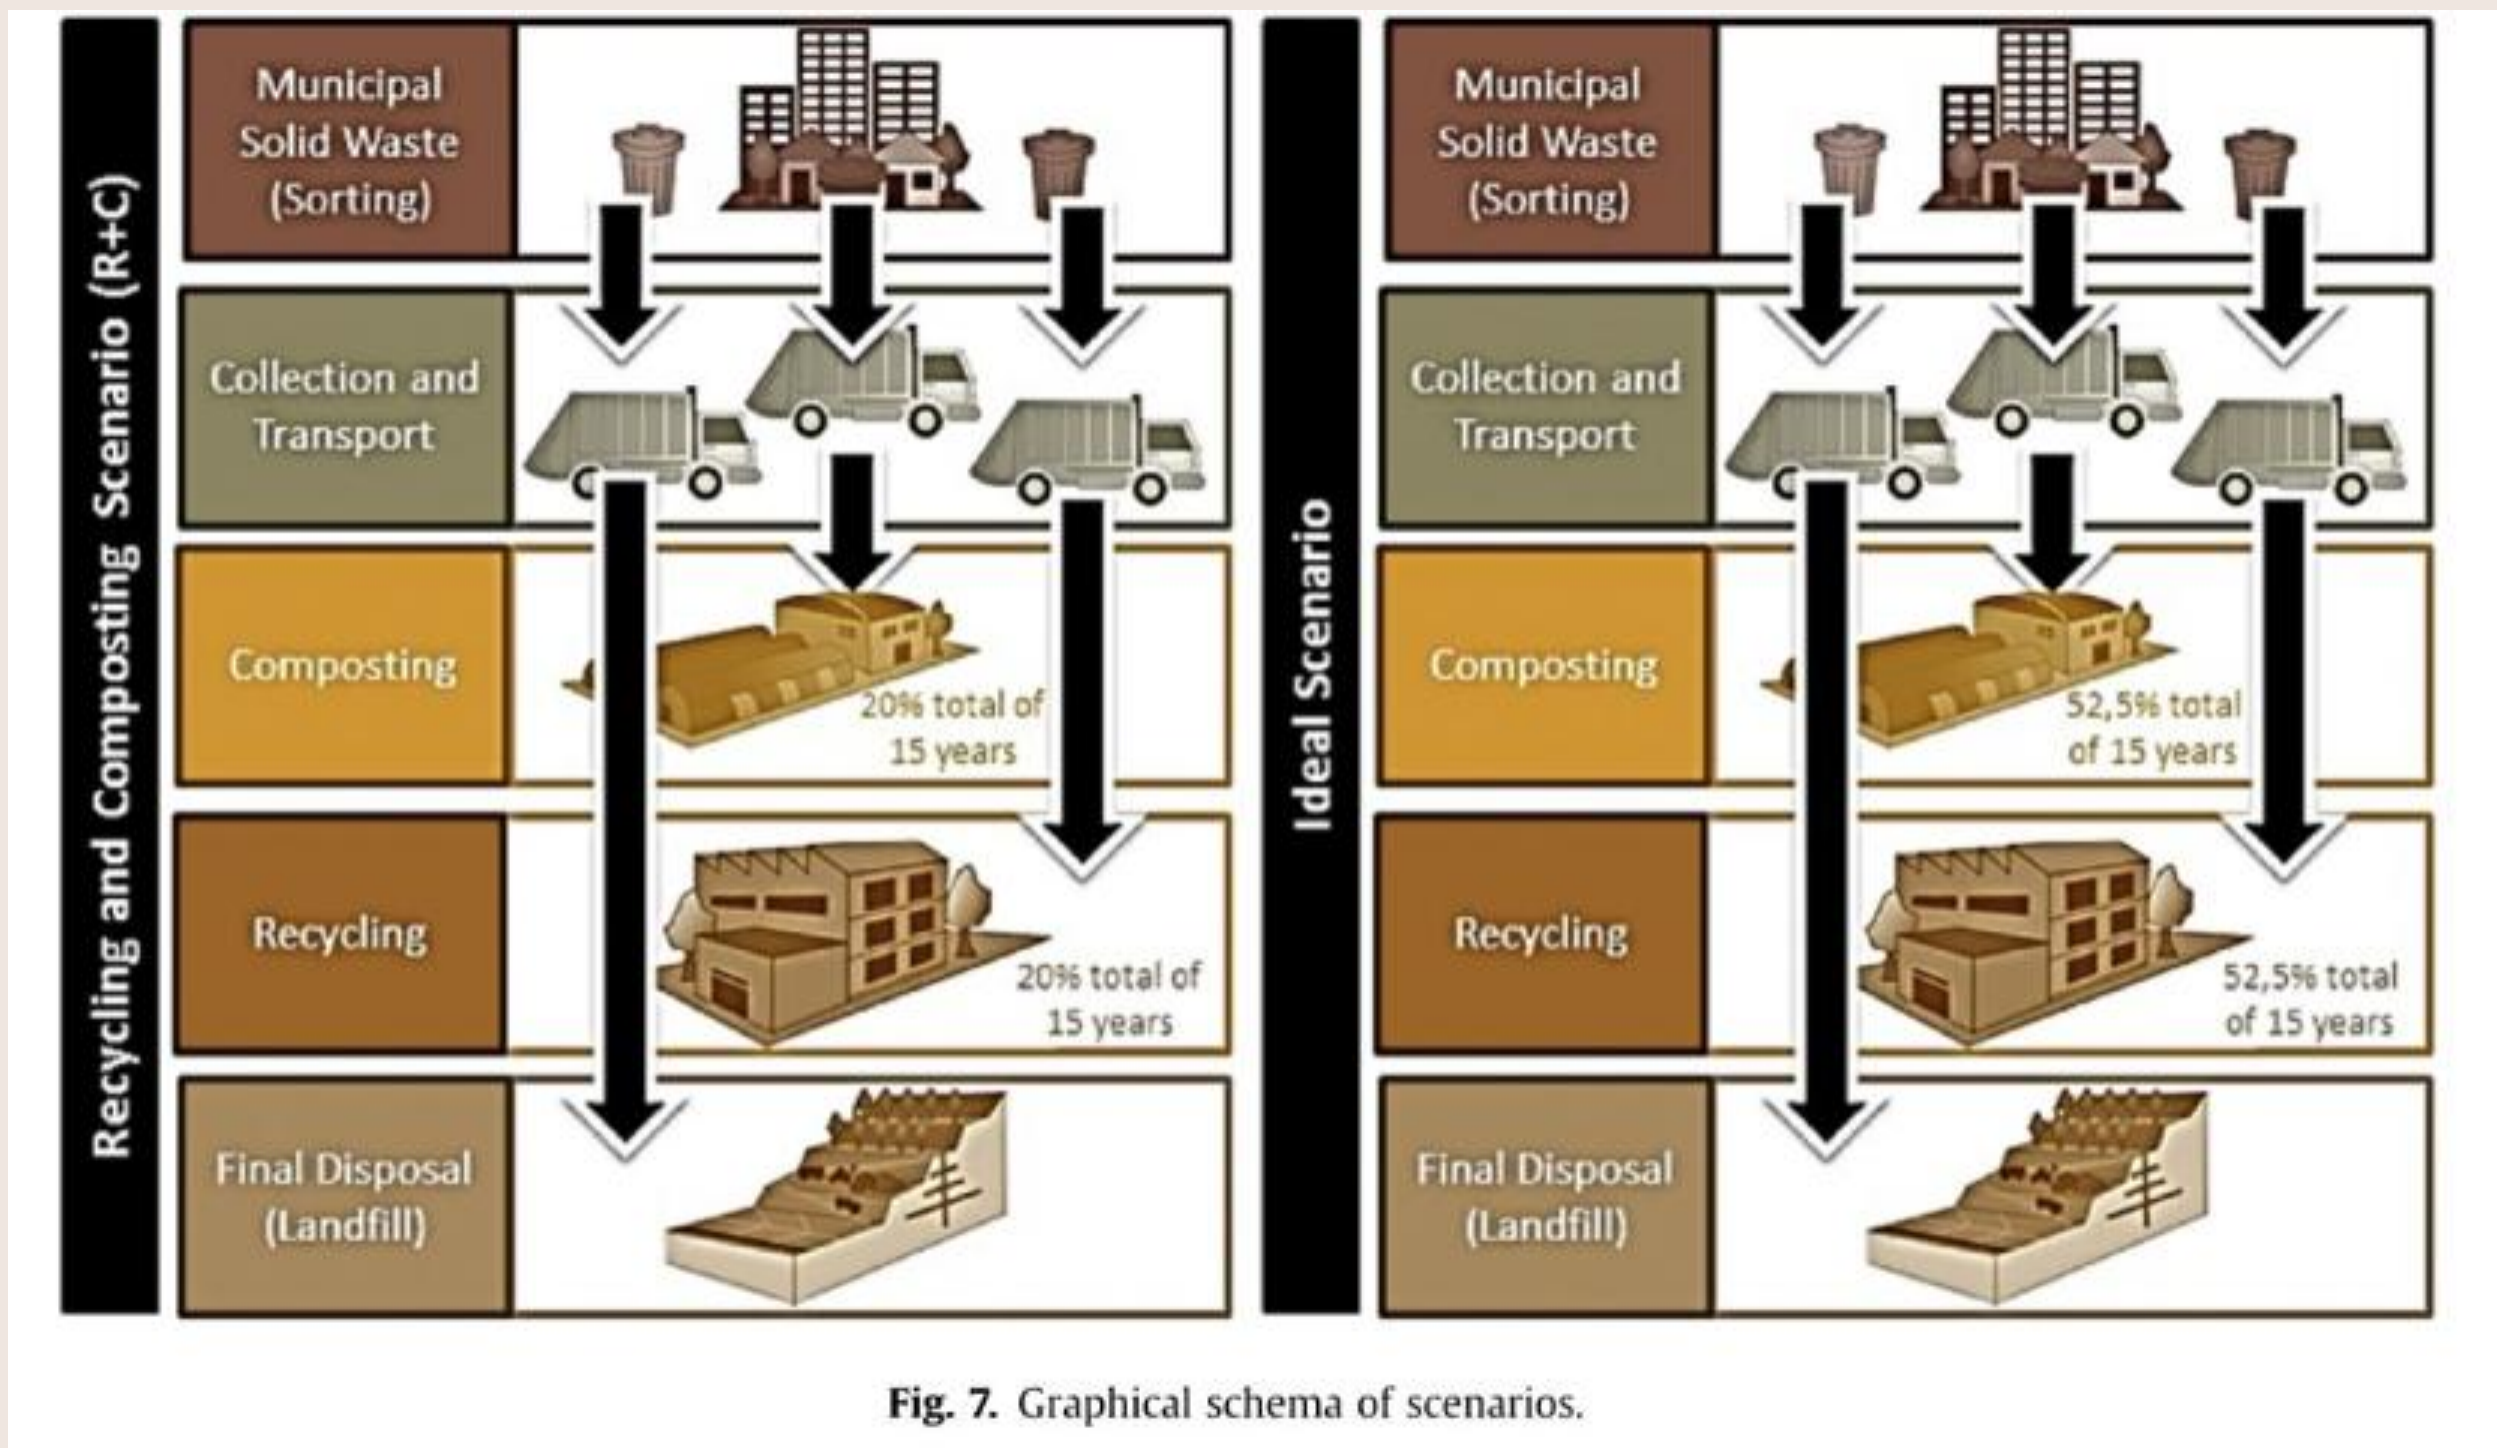 Recycling and Composting Scenario (R+C)
Municipal
Solid Waste
(Sorting)
Collection and
Transport
Composting
20% total of
15 years
Recycling
20% total of
15 years
Final Disposal
(Landfill)
Ideal Scenario
Municipal
Solid Waste
(Sorting)
Collection and
Transport
Composting
52,5% total
of 15 years
Recycling
52,5% total
of 15 years
Final Disposal
(Landfill)
Fig. 7. Graphical schema of scenarios.